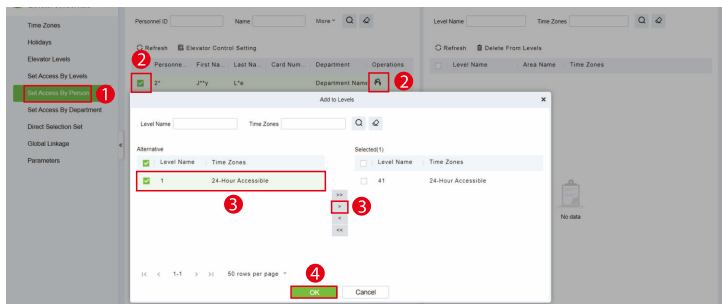 Time Zones
Holidays
Elevator Levels
Set Access By Levels
Set Access By Person
Set Access By Department
Direct Selection Set
Global Linkage
Parameters
1
Personnel ID Name More
Refresh Elevator Control Setting
2
Personne... First Na... Last Na... Card Num... Department Operations
3* J**y L*e Department Name
2
Level Name Time Zones
Refresh Delete From Levels
Level Name Area Name Time Zones
No data
Add to Levels
Level Name Time Zones
Alternative
Level Name Time Zones
1 24-Hour Accessible
3
>>
>
<
<<
3
Selected(1)
Level Name Time Zones
41 24-Hour Accessible
|< < 1-1 > >| 50 rows per page
4
OK Cancel